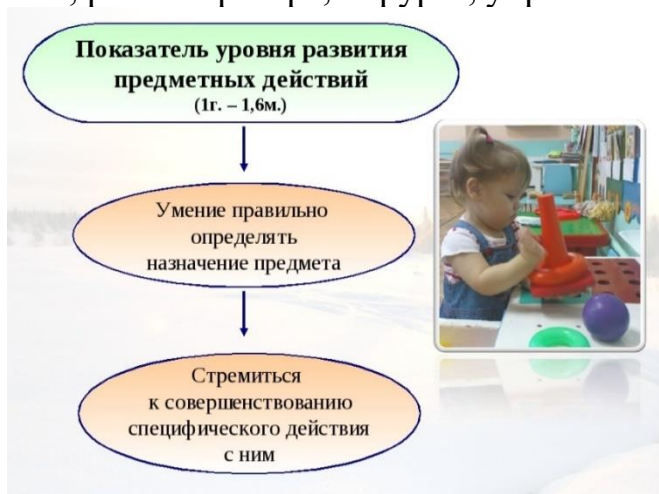 Показатель уровня развития
предметных действий
(1г. – 1,6м.)
Умение правильно
определять
назначение предмета
Стремиться
к совершенствованию
специфического действия
с ним